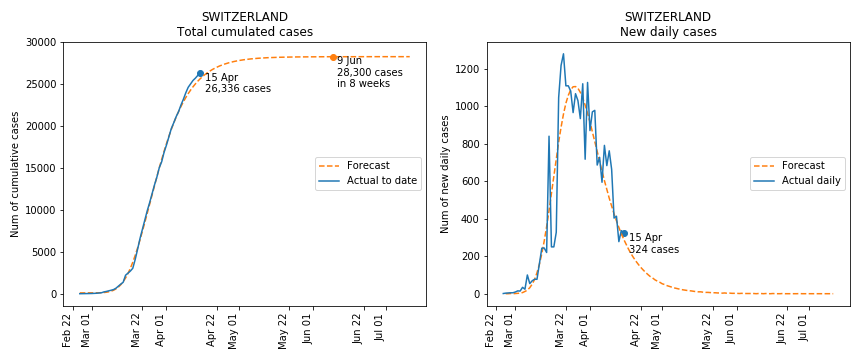 SWITZERLAND
Total cumulated cases
Num of cumulative cases
30000
25000
20000
15000
10000
5000
0
15 Apr
26,336 cases
9 Jun
28,300 cases
in 8 weeks
Forecast
Actual to date
Feb 22
Mar 01
Mar 22
Apr 01
Apr 22
May 01
May 22
Jun 01
Jun 22
Jul 01
SWITZERLAND
New daily cases
Num of new daily cases
1200
1000
800
600
400
200
0
15 Apr
324 cases
Forecast
Actual daily
Feb 22
Mar 01
Mar 22
Apr 01
Apr 22
May 01
May 22
Jun 01
Jun 22
Jul 01